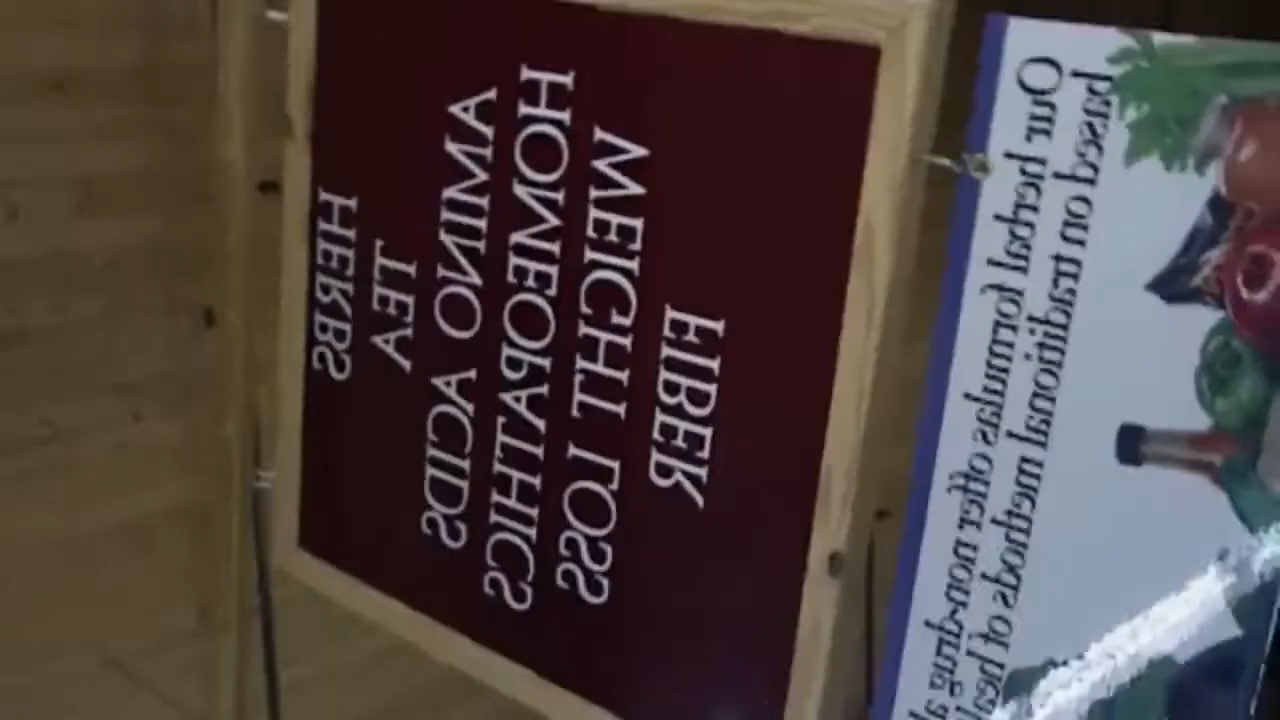 HERBS
TEA
AMINO ACIDS
HOMEOPATHICS
WEIGHT LOSS
FIBER
Our herbal formulas offer non-drug
based on traditional methods of